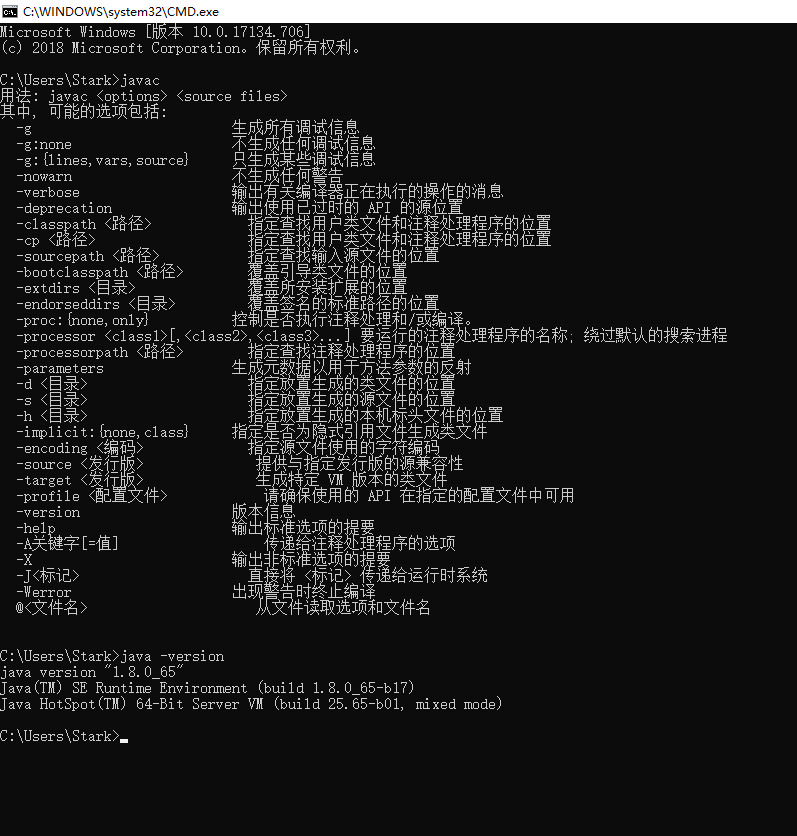 C:\WINDOWS\system32\CMD.exe
Microsoft Windows [版本 10.0.17134.706]
(c) 2018 Microsoft Corporation。保留所有权利。
C:\Users\Stark>javac
用法: javac <options> <source files>
其中, 可能的选项包括:
-g 生成所有调试信息
-g:none 不生成任何调试信息
-g:{lines,vars,source} 只生成某些调试信息
-nowarn 不生成任何警告
-verbose 输出有关编译器正在执行的操作的消息
-deprecation 输出使用已过时的 API 的源位置
-classpath <路径> 指定查找用户类文件和注释处理程序的位置
-cp <路径> 指定查找用户类文件和注释处理程序的位置
-sourcepath <路径> 指定查找输入源文件的位置
-bootclasspath <路径> 覆盖引导类文件的位置
-extdirs <目录> 覆盖所安装扩展的位置
-endorseddirs <目录> 覆盖签名的标准路径的位置
-proc:{none,only} 控制是否执行注释处理和/或编译。
-processor <class1>[,<class2>,<class3>...] 要运行的注释处理程序的名称; 绕过默认的搜索进程
-processorpath <路径> 指定查找注释处理程序的位置
-parameters 生成元数据以用于方法参数的反射
-d <目录> 指定放置生成的类文件的位置
-s <目录> 指定放置生成的源文件的位置
-h <目录> 指定放置生成的本机标头文件的位置
-implicit:{none,class} 指定是否为隐式引用文件生成类文件
-encoding <编码> 指定源文件使用的字符编码
-source <发行版> 提供与指定发行版的源兼容性
-target <发行版> 生成特定 VM 版本的类文件
-profile <配置文件> 请确保使用的 API 在指定的配置文件中可用
-version 版本信息
-help 输出标准选项的提要
-A关键字[=值] 传递给注释处理程序的选项
-X 输出非标准选项的提要
-J<标记> 直接将 <标记> 传递给运行时系统
-Werror 出现警告时终止编译
@<文件名> 从文件读取选项和文件名
C:\Users\Stark>java -version
java version "1.8.0_65"
Java(TM) SE Runtime Environment (build 1.8.0_65-b17)
Java HotSpot(TM) 64-Bit Server VM (build 25.65-b01, mixed mode)
C:\Users\Stark>